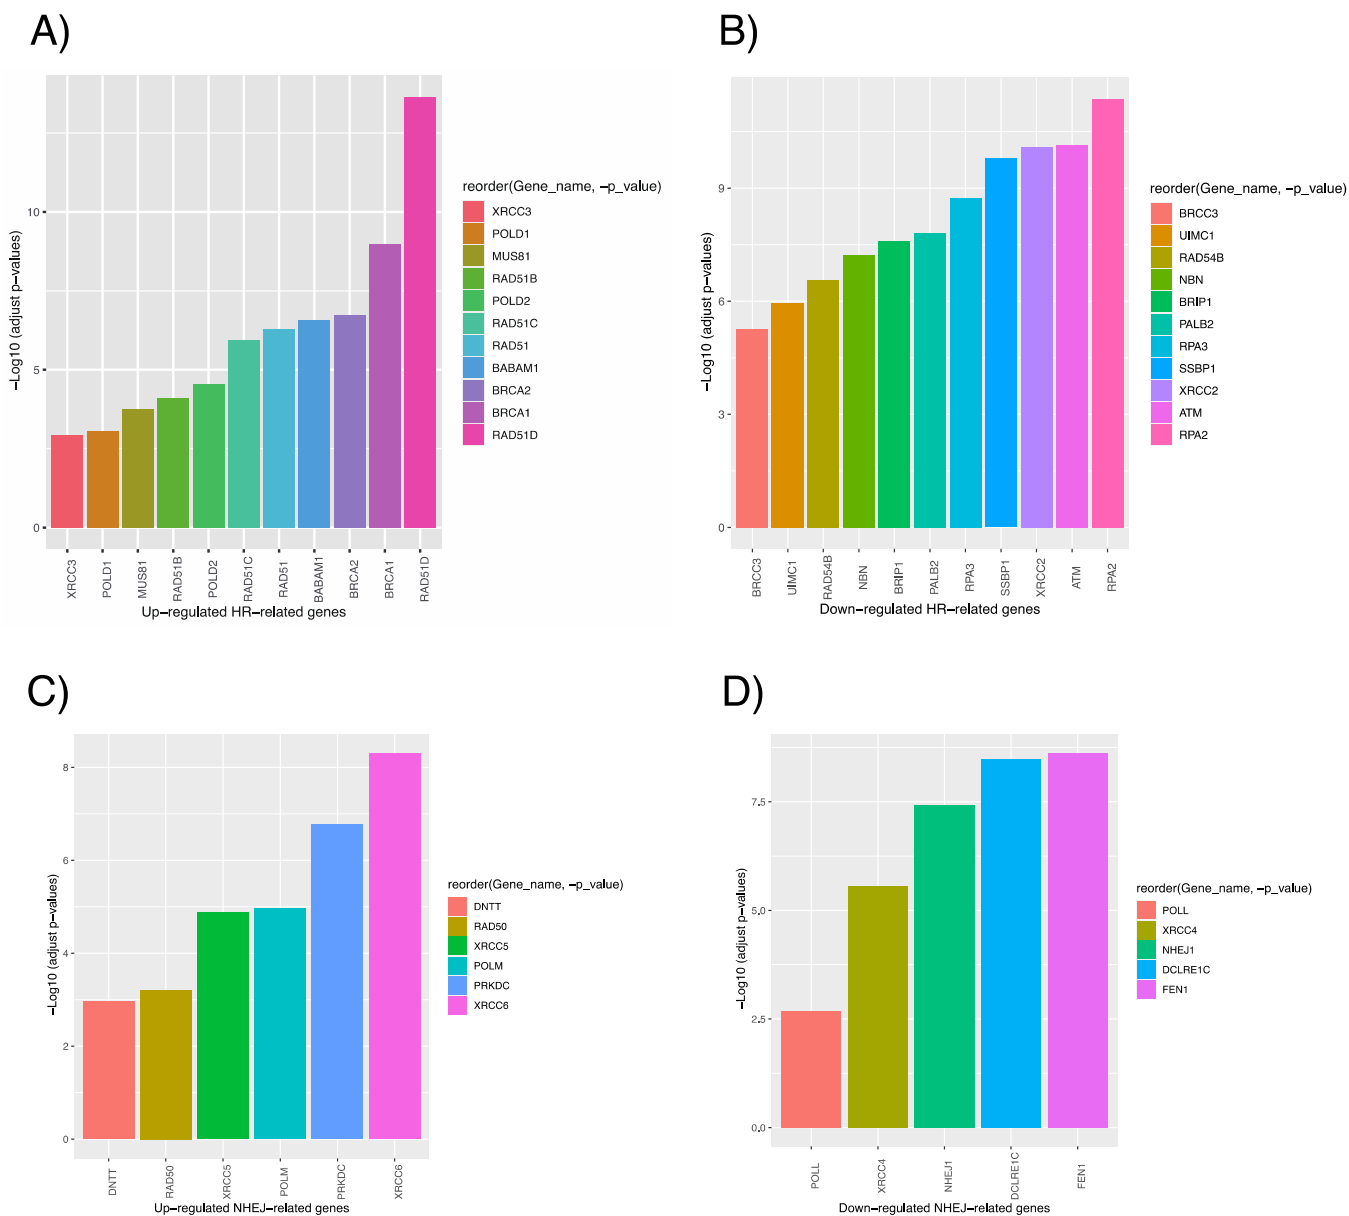 A)
−Log10 (adjust p−values)
10
5
0
XRCC3
POLD1
MUS81
RAD51B
POLD2
RAD51C
RAD51
BABAM1
BRCA2
BRCA1
RAD51D
Up−regulated HR−related genes
reorder(Gene_name, −p_value)
XRCC3
POLD1
MUS81
RAD51B
POLD2
RAD51C
RAD51
BABAM1
BRCA2
BRCA1
RAD51D
B)
−Log10 (adjust p−values)
9
6
3
0
BRCC3
UIMC1
RAD54B
NBN
BRIP1
PALB2
RPA3
SSBP1
XRCC2
ATM
RPA2
Down−regulated HR−related genes
reorder(Gene_name, −p_value)
BRCC3
UIMC1
RAD54B
NBN
BRIP1
PALB2
RPA3
SSBP1
XRCC2
ATM
RPA2
C)
−Log10 (adjust p−values)
8
6
4
2
0
DNTT
RAD50
XRCC5
POLM
PRKDC
XRCC6
Up−regulated NHEJ−related genes
reorder(Gene_name, −p_value)
DNTT
RAD50
XRCC5
POLM
PRKDC
XRCC6
D)
−Log10 (adjust p−values)
7.5
5.0
2.5
0.0
POLL
XRCC4
NHEJ1
DCLRE1C
FEN1
Down−regulated NHEJ−related genes
reorder(Gene_name, −p_value)
POLL
XRCC4
NHEJ1
DCLRE1C
FEN1